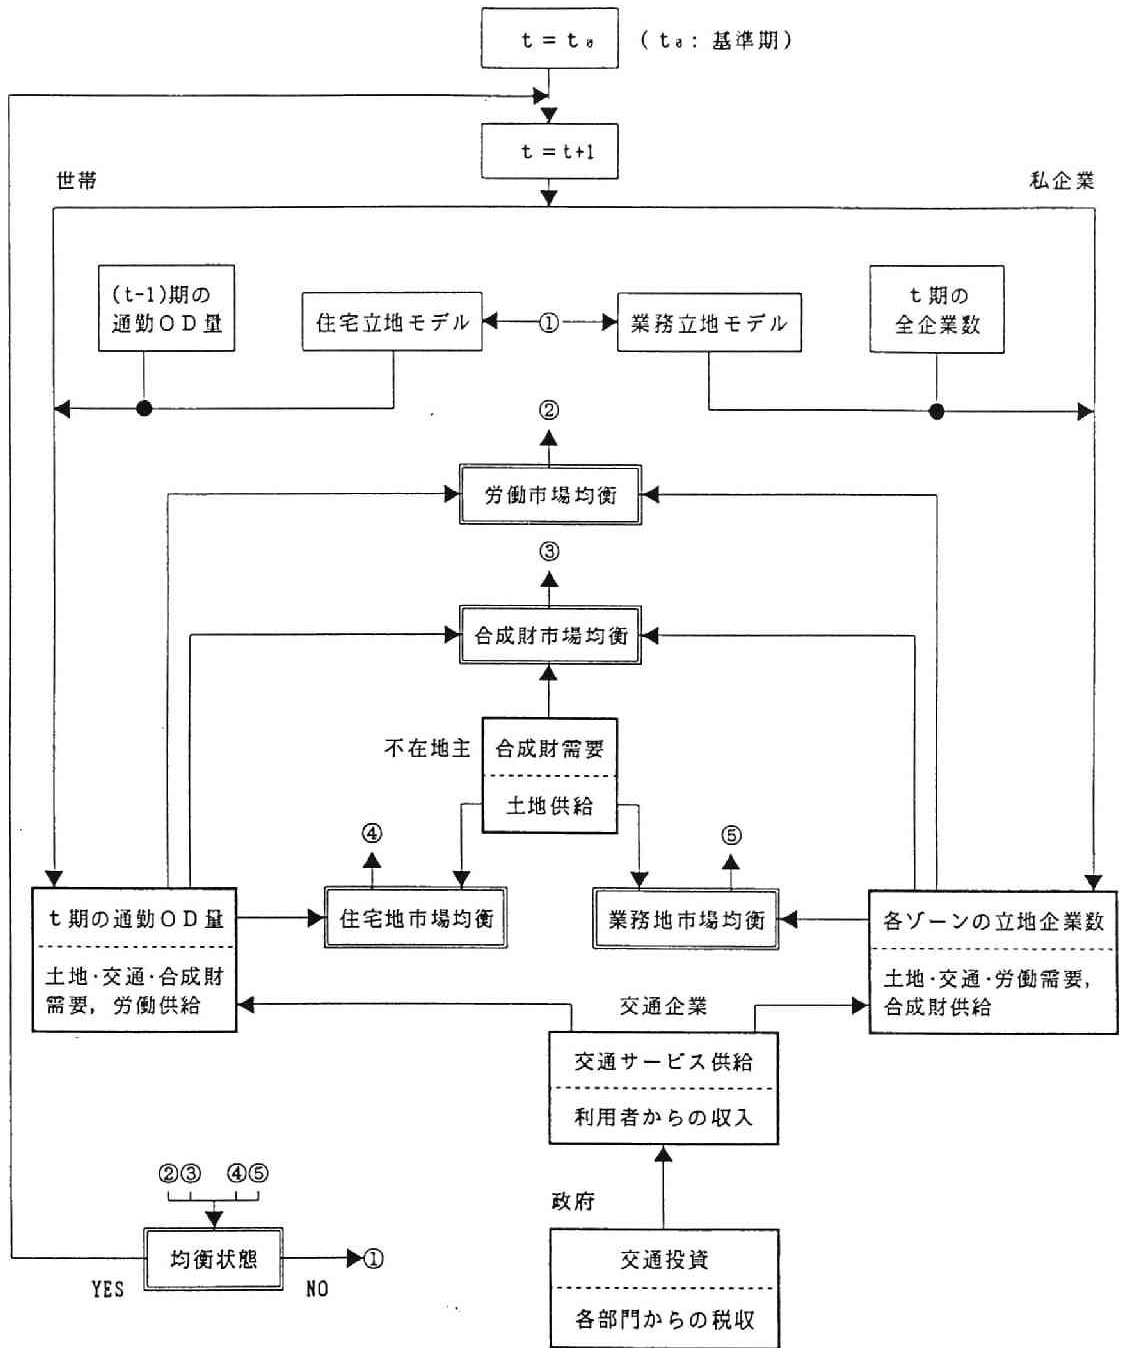 t=t₀ (t₀:基準期)
t=t+1
世帯
私企業
(t-1)期の
通勤OD量
住宅立地モデル
①
業務立地モデル
t期の
全企業数
②
労働市場均衡
③
合成財市場均衡
不在地主
合成財需要
土地供給
④
⑤
t期の通勤OD量
土地・交通・合成財
需要,労働供給
住宅地市場均衡
業務地市場均衡
各ゾーンの立地企業数
土地・交通・労働需要,
合成財供給
交通企業
交通サービス供給
利用者からの収入
②③ ④⑤
均衡状態
①
YES
NO
政府
交通投資
各部門からの税収